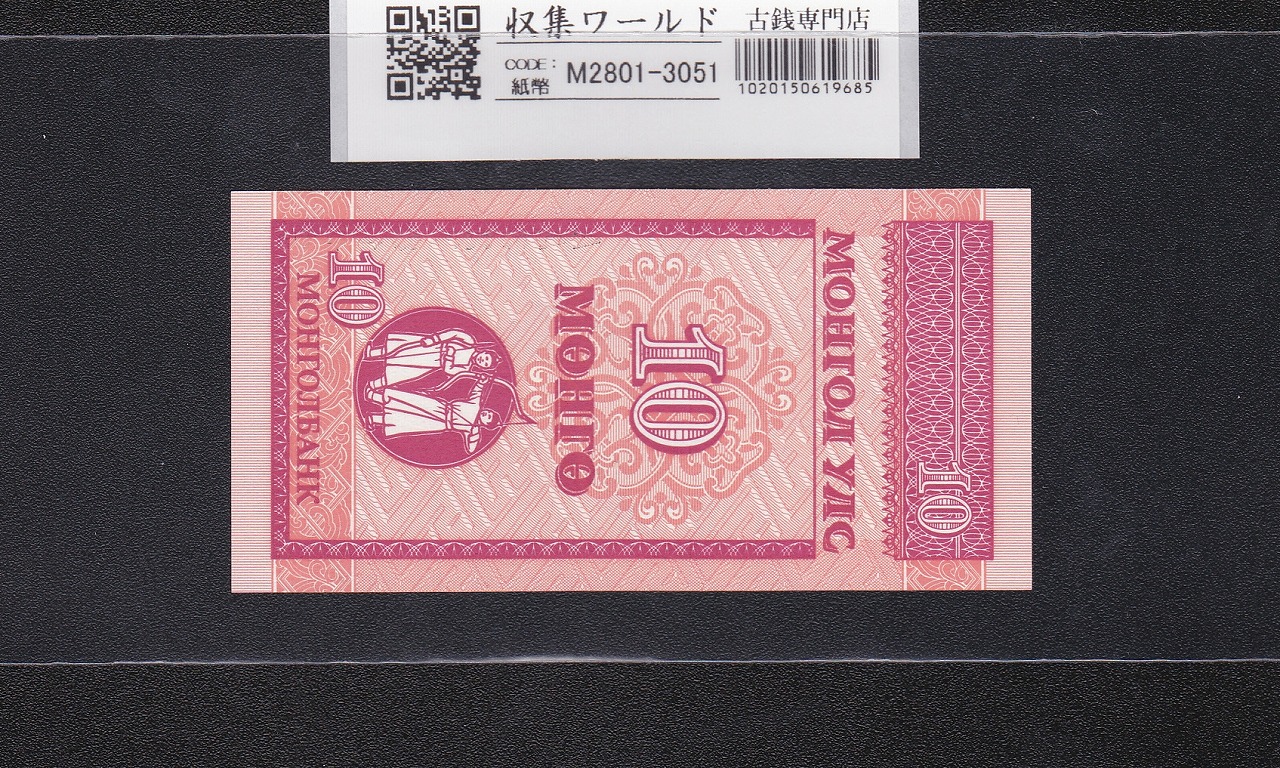 収集ワールド 古銭専門店
CODE:
紙幣 M2801-3051
1020150619685
МОНГОЛ УЛС
10
10
МӨНГӨ
10
МОНГОЛБАНК